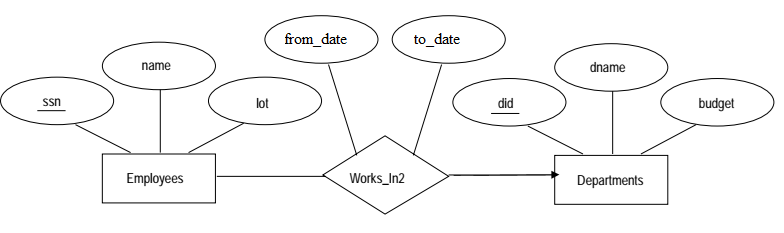 from_date
to_date
name
dname
ssn
lot
did
budget
Employees
Works_In2
Departments